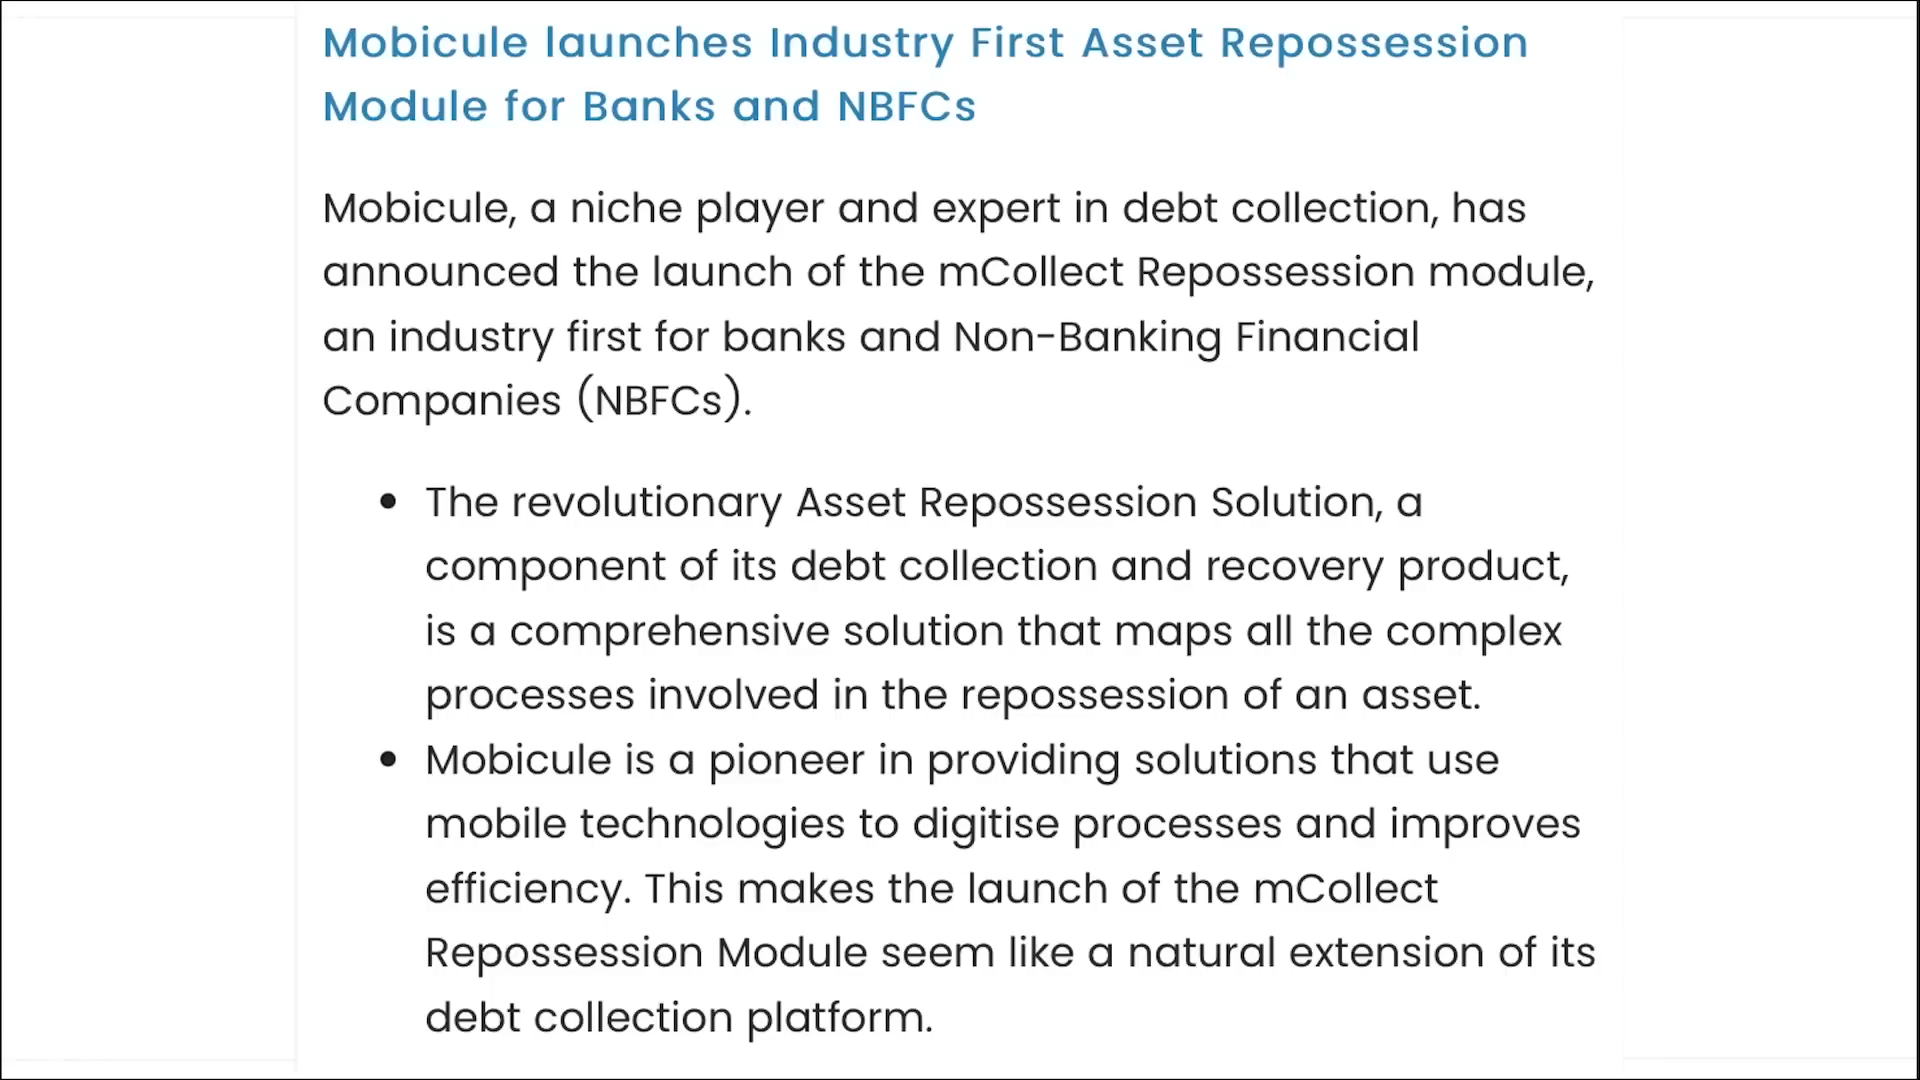 Mobicule launches Industry First Asset Repossession
Module for Banks and NBFCs
Mobicule, a niche player and expert in debt collection, has
announced the launch of the mCollect Repossession module,
an industry first for banks and Non-Banking Financial
Companies (NBFCs).
• The revolutionary Asset Repossession Solution, a
component of its debt collection and recovery product,
is a comprehensive solution that maps all the complex
processes involved in the repossession of an asset.
• Mobicule is a pioneer in providing solutions that use
mobile technologies to digitise processes and improves
efficiency. This makes the launch of the mCollect
Repossession Module seem like a natural extension of its
debt collection platform.